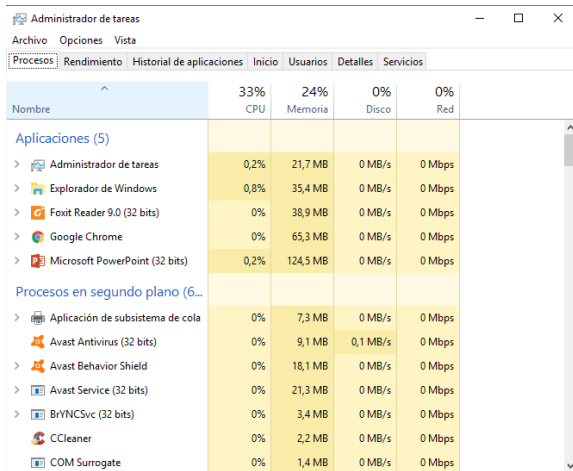 Administrador de tareas
Archivo Opciones Vista
Procesos Rendimiento Historial de aplicaciones Inicio Usuarios Detalles Servicios
33% 24% 0% 0%
Nombre CPU Memoria Disco Red
Aplicaciones (5)
Administrador de tareas 0,2% 21,7 MB 0 MB/s 0 Mbps
Explorador de Windows 0,8% 35,4 MB 0 MB/s 0 Mbps
Foxit Reader 9.0 (32 bits) 0% 38,9 MB 0 MB/s 0 Mbps
Google Chrome 0% 65,3 MB 0 MB/s 0 Mbps
Microsoft PowerPoint (32 bits) 0,2% 124,5 MB 0 MB/s 0 Mbps
Procesos en segundo plano (6...
Aplicación de subsistema de cola 0% 7,3 MB 0 MB/s 0 Mbps
Avast Antivirus (32 bits) 0% 9,1 MB 0,1 MB/s 0 Mbps
Avast Behavior Shield 0% 18,1 MB 0 MB/s 0 Mbps
Avast Service (32 bits) 0% 21,3 MB 0 MB/s 0 Mbps
BrYNCSvc (32 bits) 0% 3,4 MB 0 MB/s 0 Mbps
CCleaner 0% 2,2 MB 0 MB/s 0 Mbps
COM Surrogate 0% 1,4 MB 0 MB/s 0 Mbps